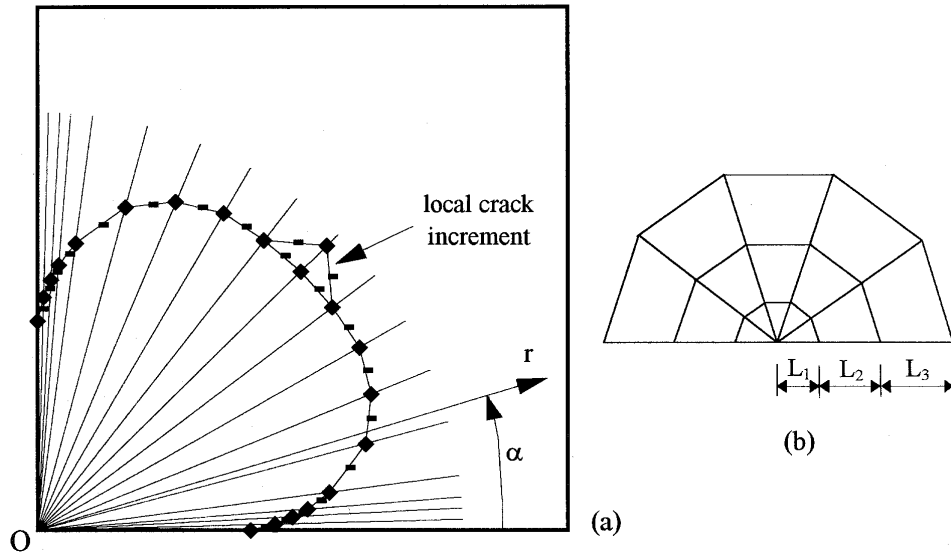 local crack
increment
r
α
O
(a)
L₁ L₂ L₃
(b)